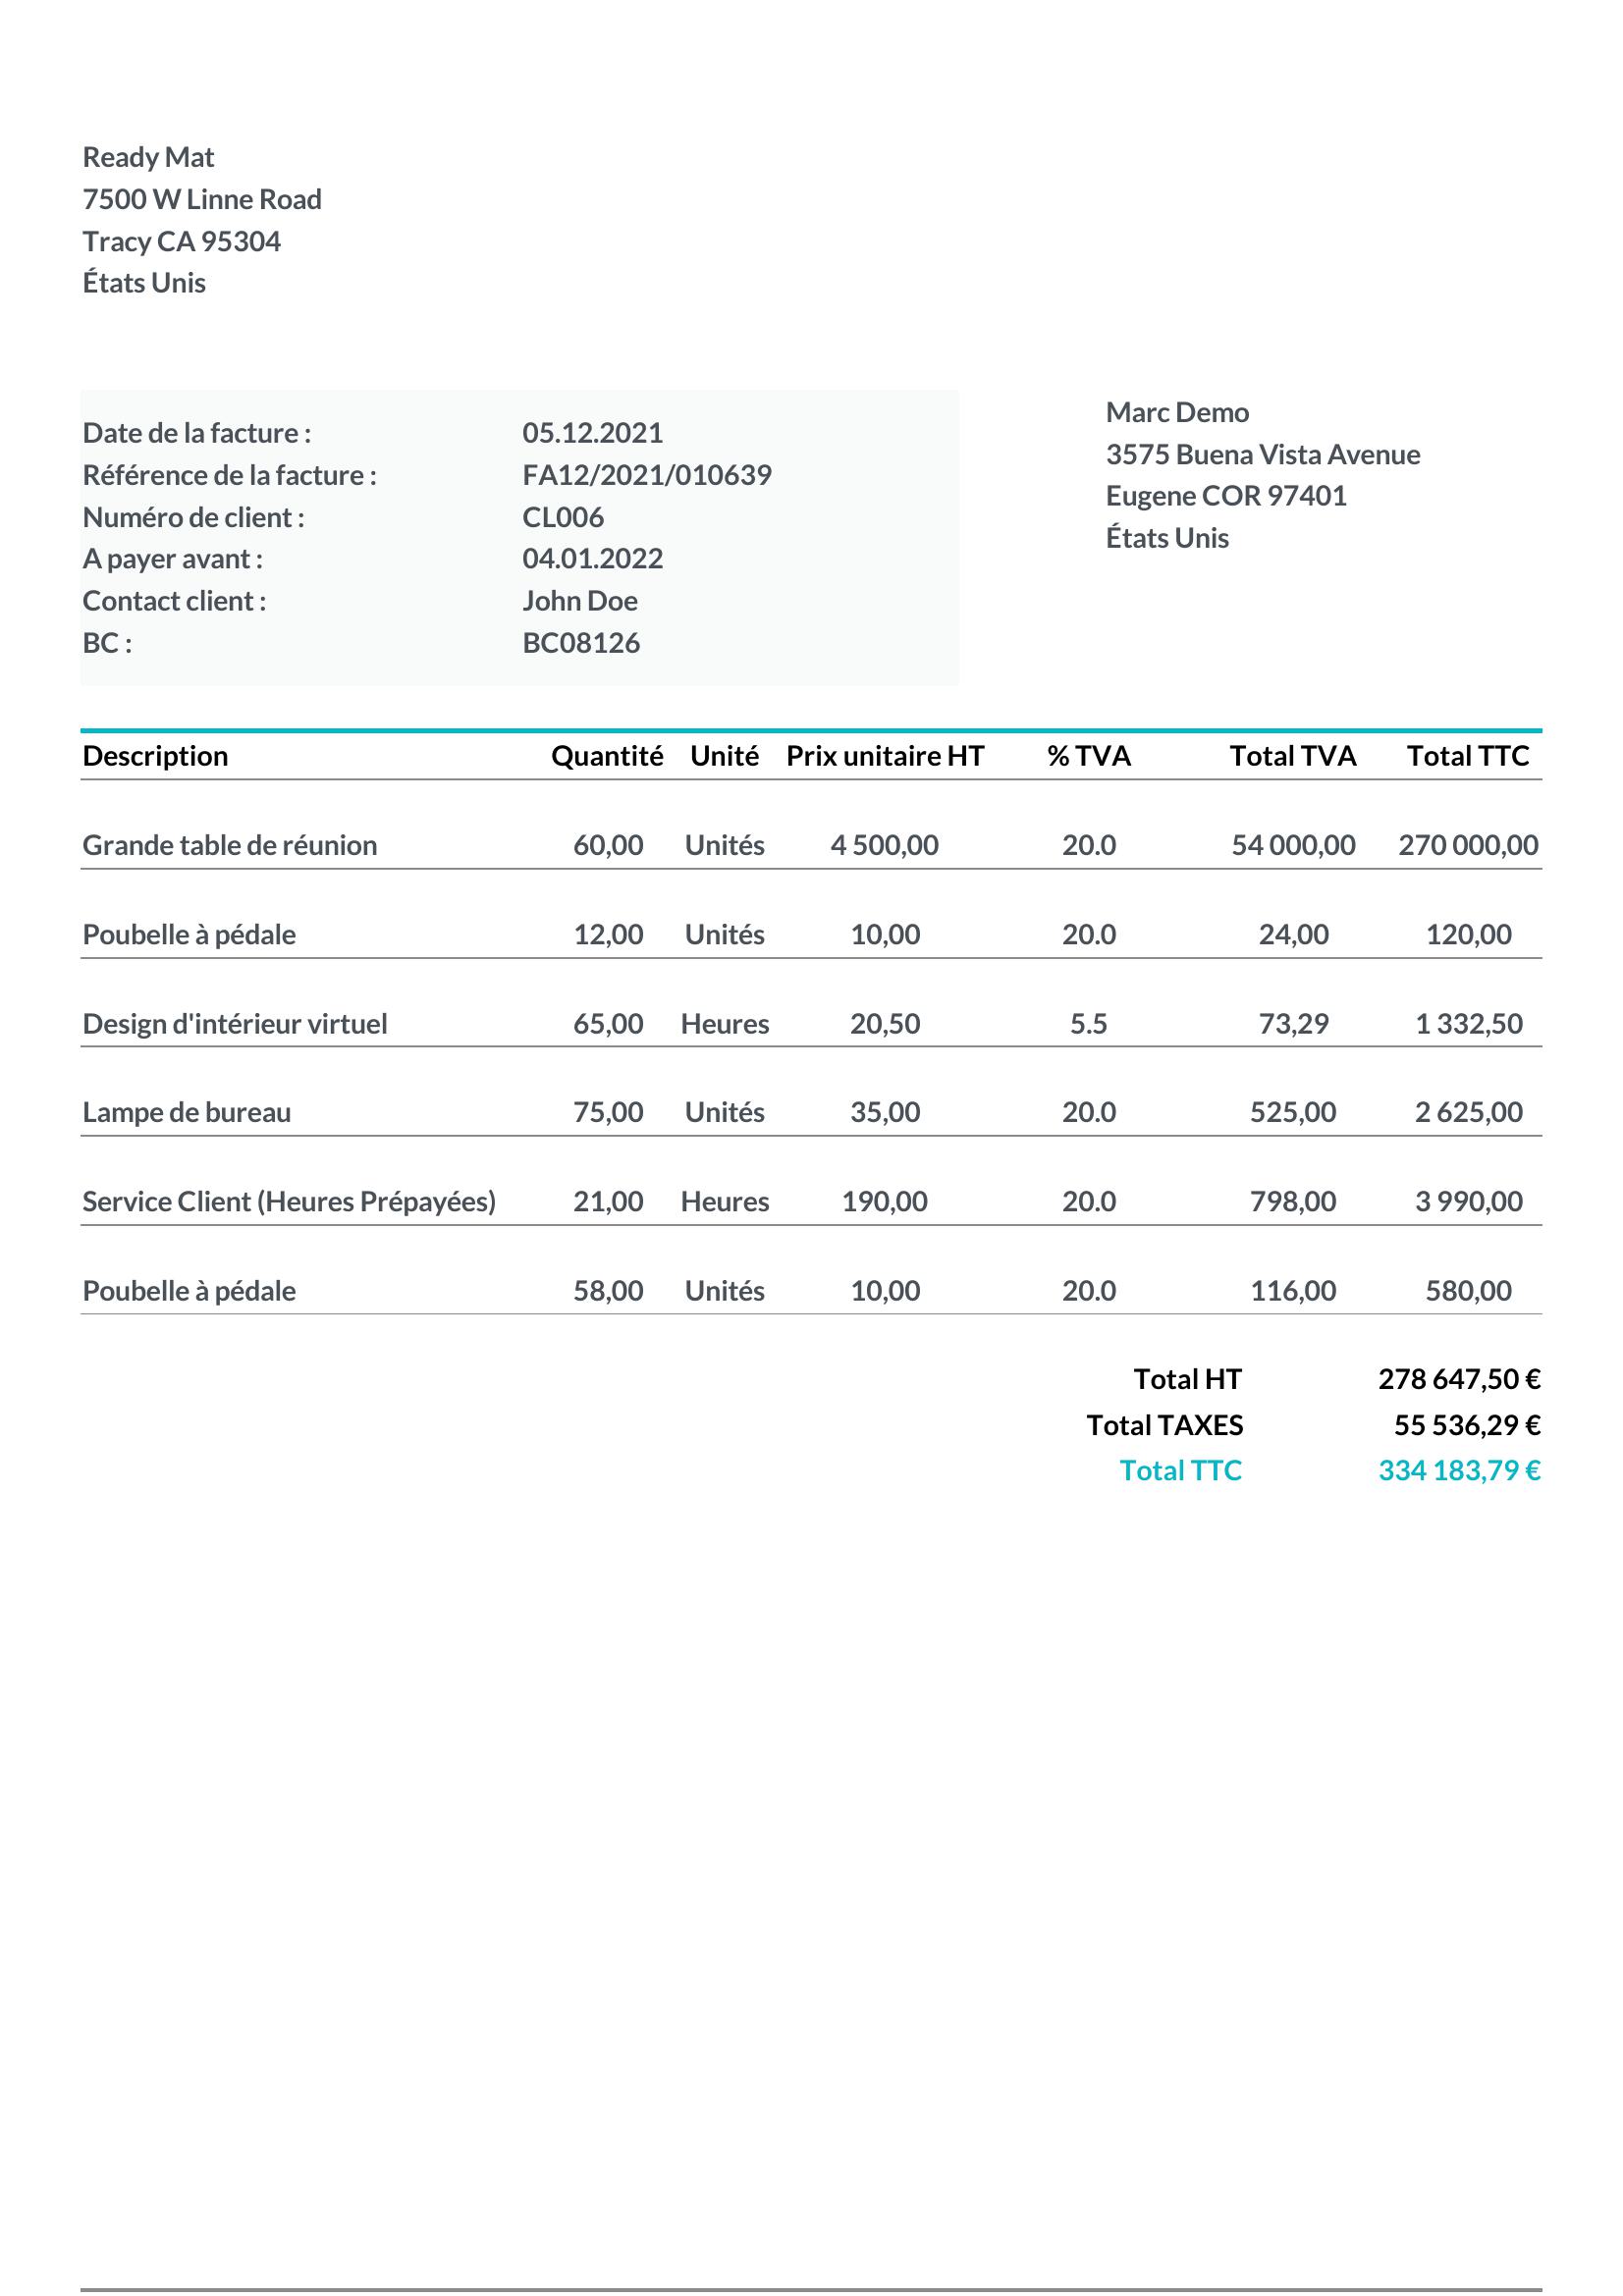 Ready Mat
7500 W Linne Road
Tracy CA 95304
États Unis
Date de la facture : 05.12.2021
Référence de la facture : FA12/2021/010639
Numéro de client : CL006
A payer avant : 04.01.2022
Contact client : John Doe
BC : BC08126
Marc Demo
3575 Buena Vista Avenue
Eugene COR 97401
États Unis
Description Quantité Unité Prix unitaire HT % TVA Total TVA Total TTC
Grande table de réunion 60,00 Unités 4 500,00 20.0 54 000,00 270 000,00
Poubelle à pédale 12,00 Unités 10,00 20.0 24,00 120,00
Design d'intérieur virtuel 65,00 Heures 20,50 5.5 73,29 1 332,50
Lampe de bureau 75,00 Unités 35,00 20.0 525,00 2 625,00
Service Client (Heures Prépayées) 21,00 Heures 190,00 20.0 798,00 3 990,00
Poubelle à pédale 58,00 Unités 10,00 20.0 116,00 580,00
Total HT 278 647,50 €
Total TAXES 55 536,29 €
Total TTC 334 183,79 €